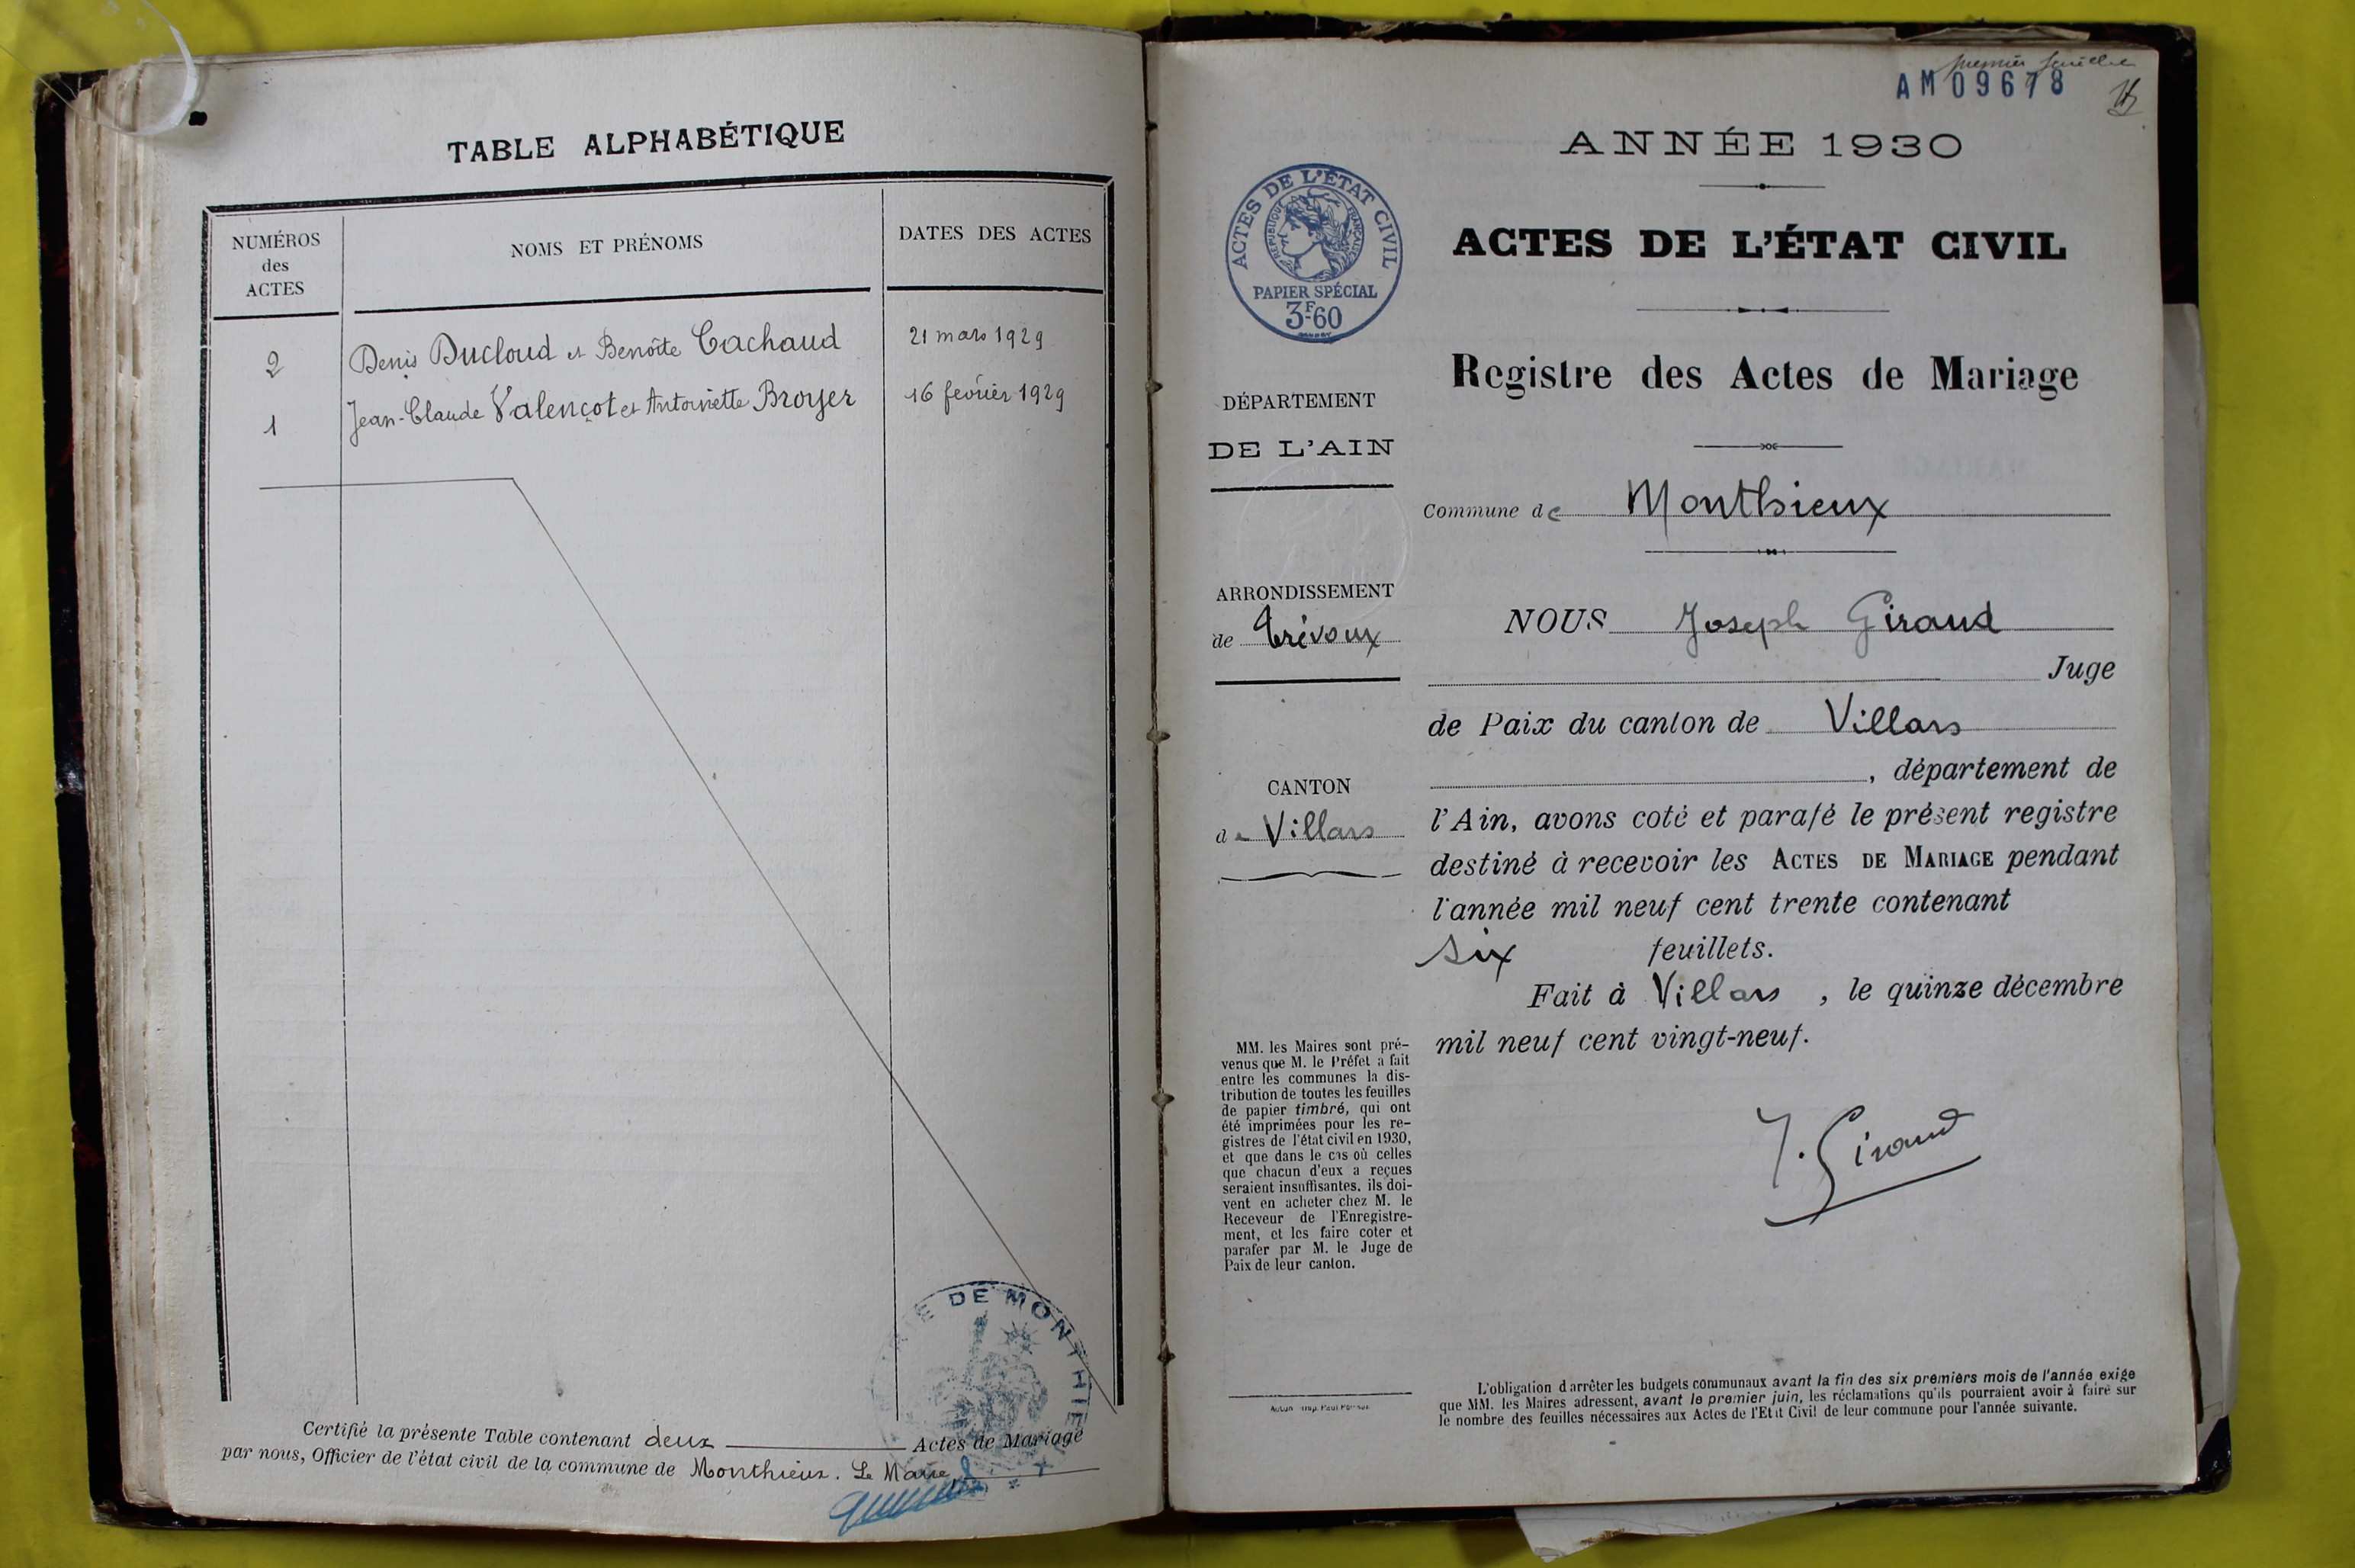 TABLE ALPHABÉTIQUE
NUMÉROS des ACTES
NOMS ET PRÉNOMS
DATES DES ACTES
2 Denis Ducloud et Benoîte Cachaud 21 mars 1929
1 Jean-Claude Valençot et Antoinette Broyer 16 février 1929
Certifié la présente Table contenant deux Actes de Mariage
par nous, Officier de l'état civil de la commune de Monthieux. Le Maire,
DE MONTHIE
premier
AM09678
ANNÉE 1930
ACTES DE L'ÉTAT CIVIL
RÉPUBLIQUE FRANÇAISE
PAPIER SPÉCIAL
3F60
ACTES DE L'ÉTAT CIVIL
Registre des Actes de Mariage
DÉPARTEMENT
DE L'AIN
Commune de Monthieux
ARRONDISSEMENT
de Trévoux
CANTON
de Villars
NOUS Joseph Giraud
Juge
de Paix du canton de Villars
, département de
l'Ain, avons coté et parafé le présent registre
destiné à recevoir les ACTES DE MARIAGE pendant
l'année mil neuf cent trente contenant
six feuillets.
Fait à Villars, le quinze décembre
mil neuf cent vingt-neuf.
J. Giraud
MM. les Maires sont pré-
venus que M. le Préfet a fait
entre les communes la dis-
tribution de toutes les feuilles
de papier timbré, qui ont
été imprimées pour les re-
gistres de l'état civil en 1930,
et que dans le cas où celles
que chacun d'eux a reçues
seraient insuffisantes, ils doi-
vent en acheter chez M. le
Receveur de l'Enregistre-
ment, et les faire coter et
parafer par M. le Juge de
Paix de leur canton.
L'obligation d'arrêter les budgets communaux avant la fin des six premiers mois de l'année exige
que MM. les Maires adressent, avant le premier juin, les réclamations qu'ils pourraient avoir à faire sur
le nombre des feuilles nécessaires aux Actes de l'Etat Civil de leur commune pour l'année suivante.